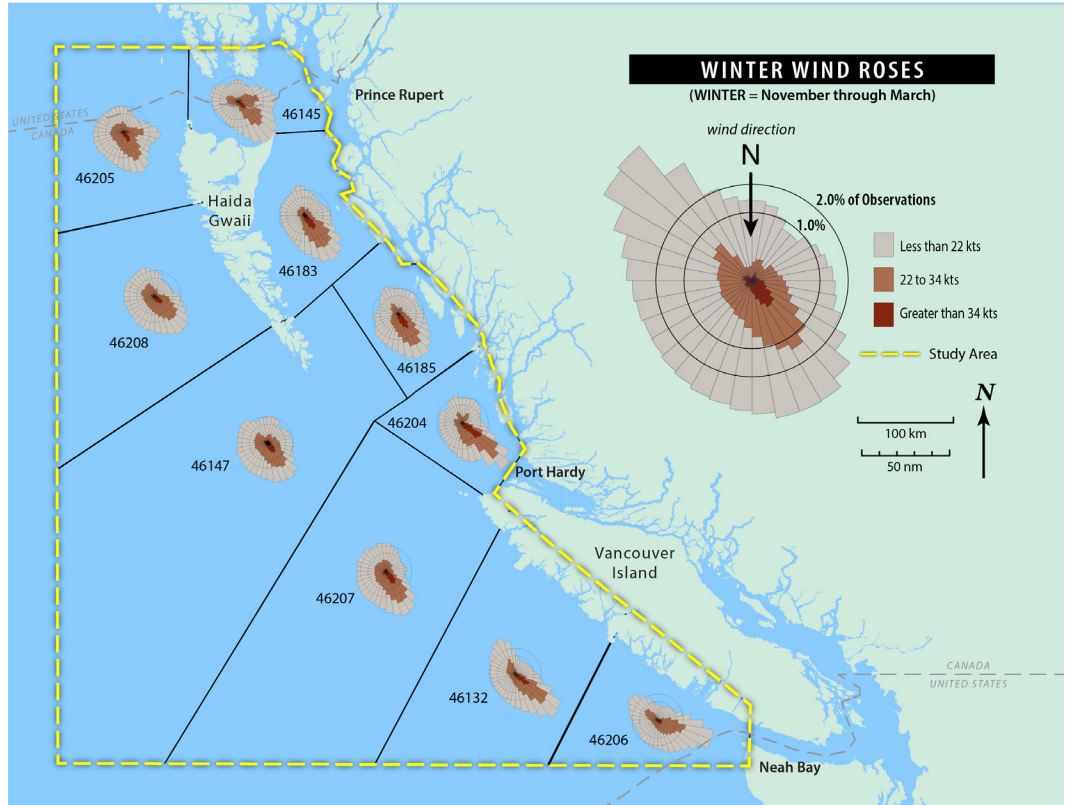 WINTER WIND ROSES
(WINTER = November through March)
wind direction
N
2.0% of Observations
1.0%
Less than 22 kts
22 to 34 kts
Greater than 34 kts
Study Area
N
100 km
50 nm
Prince Rupert
46145
UNITED STATES
CANADA
46205
Haida
Gwaii
46183
46208
46185
46204
46147
Port Hardy
Vancouver
Island
46207
46132
46206
CANADA
UNITED STATES
Neah Bay